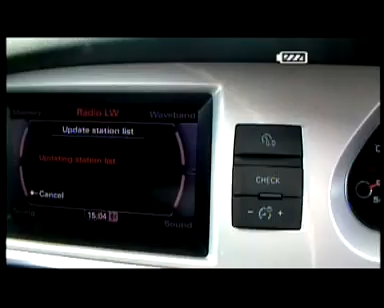 Radio LW
Memory
Waveband
Update station list
Updating station list
Cancel
15:04
Sound
CHECK
- +